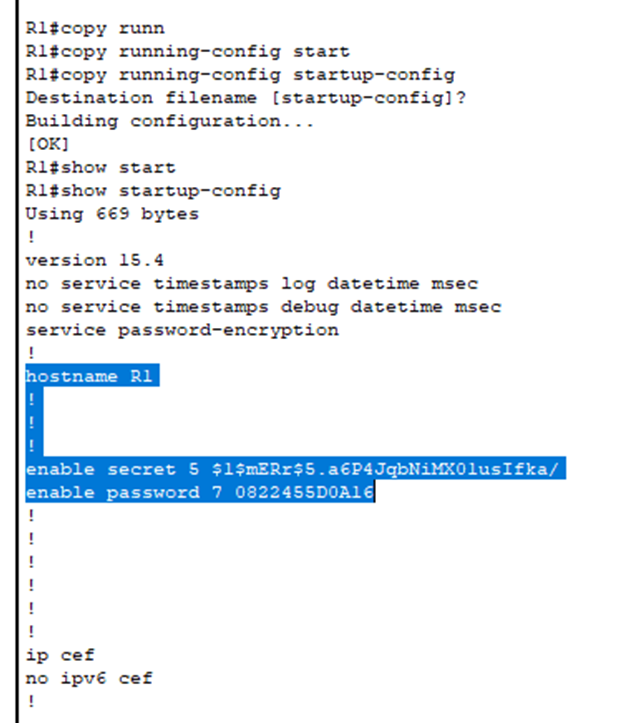 R1#copy runn
R1#copy running-config start
R1#copy running-config startup-config
Destination filename [startup-config]?
Building configuration...
[OK]
R1#show start
R1#show startup-config
Using 669 bytes
!
version 15.4
no service timestamps log datetime msec
no service timestamps debug datetime msec
service password-encryption
!
hostname R1
!
!
!
enable secret 5 $1$mERr$5.a6P4JqbNiMX01usIfka/
enable password 7 0822455D0A16
!
!
!
!
!
!
ip cef
no ipv6 cef
!